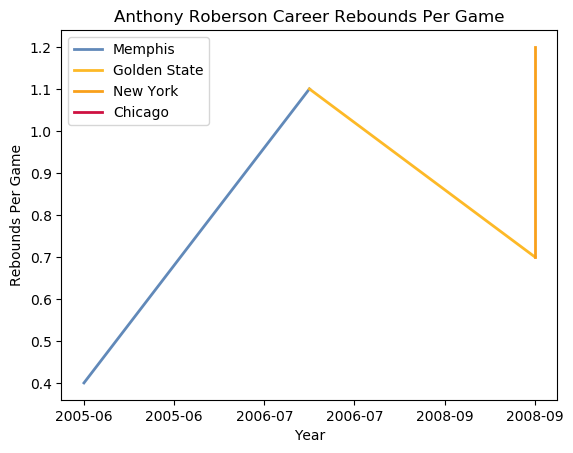 Anthony Roberson Career Rebounds Per Game
Memphis
Golden State
New York
Chicago
Rebounds Per Game
1.2
1.1
1.0
0.9
0.8
0.7
0.6
0.5
0.4
2005-06 2005-06 2006-07 2006-07 2008-09 2008-09
Year